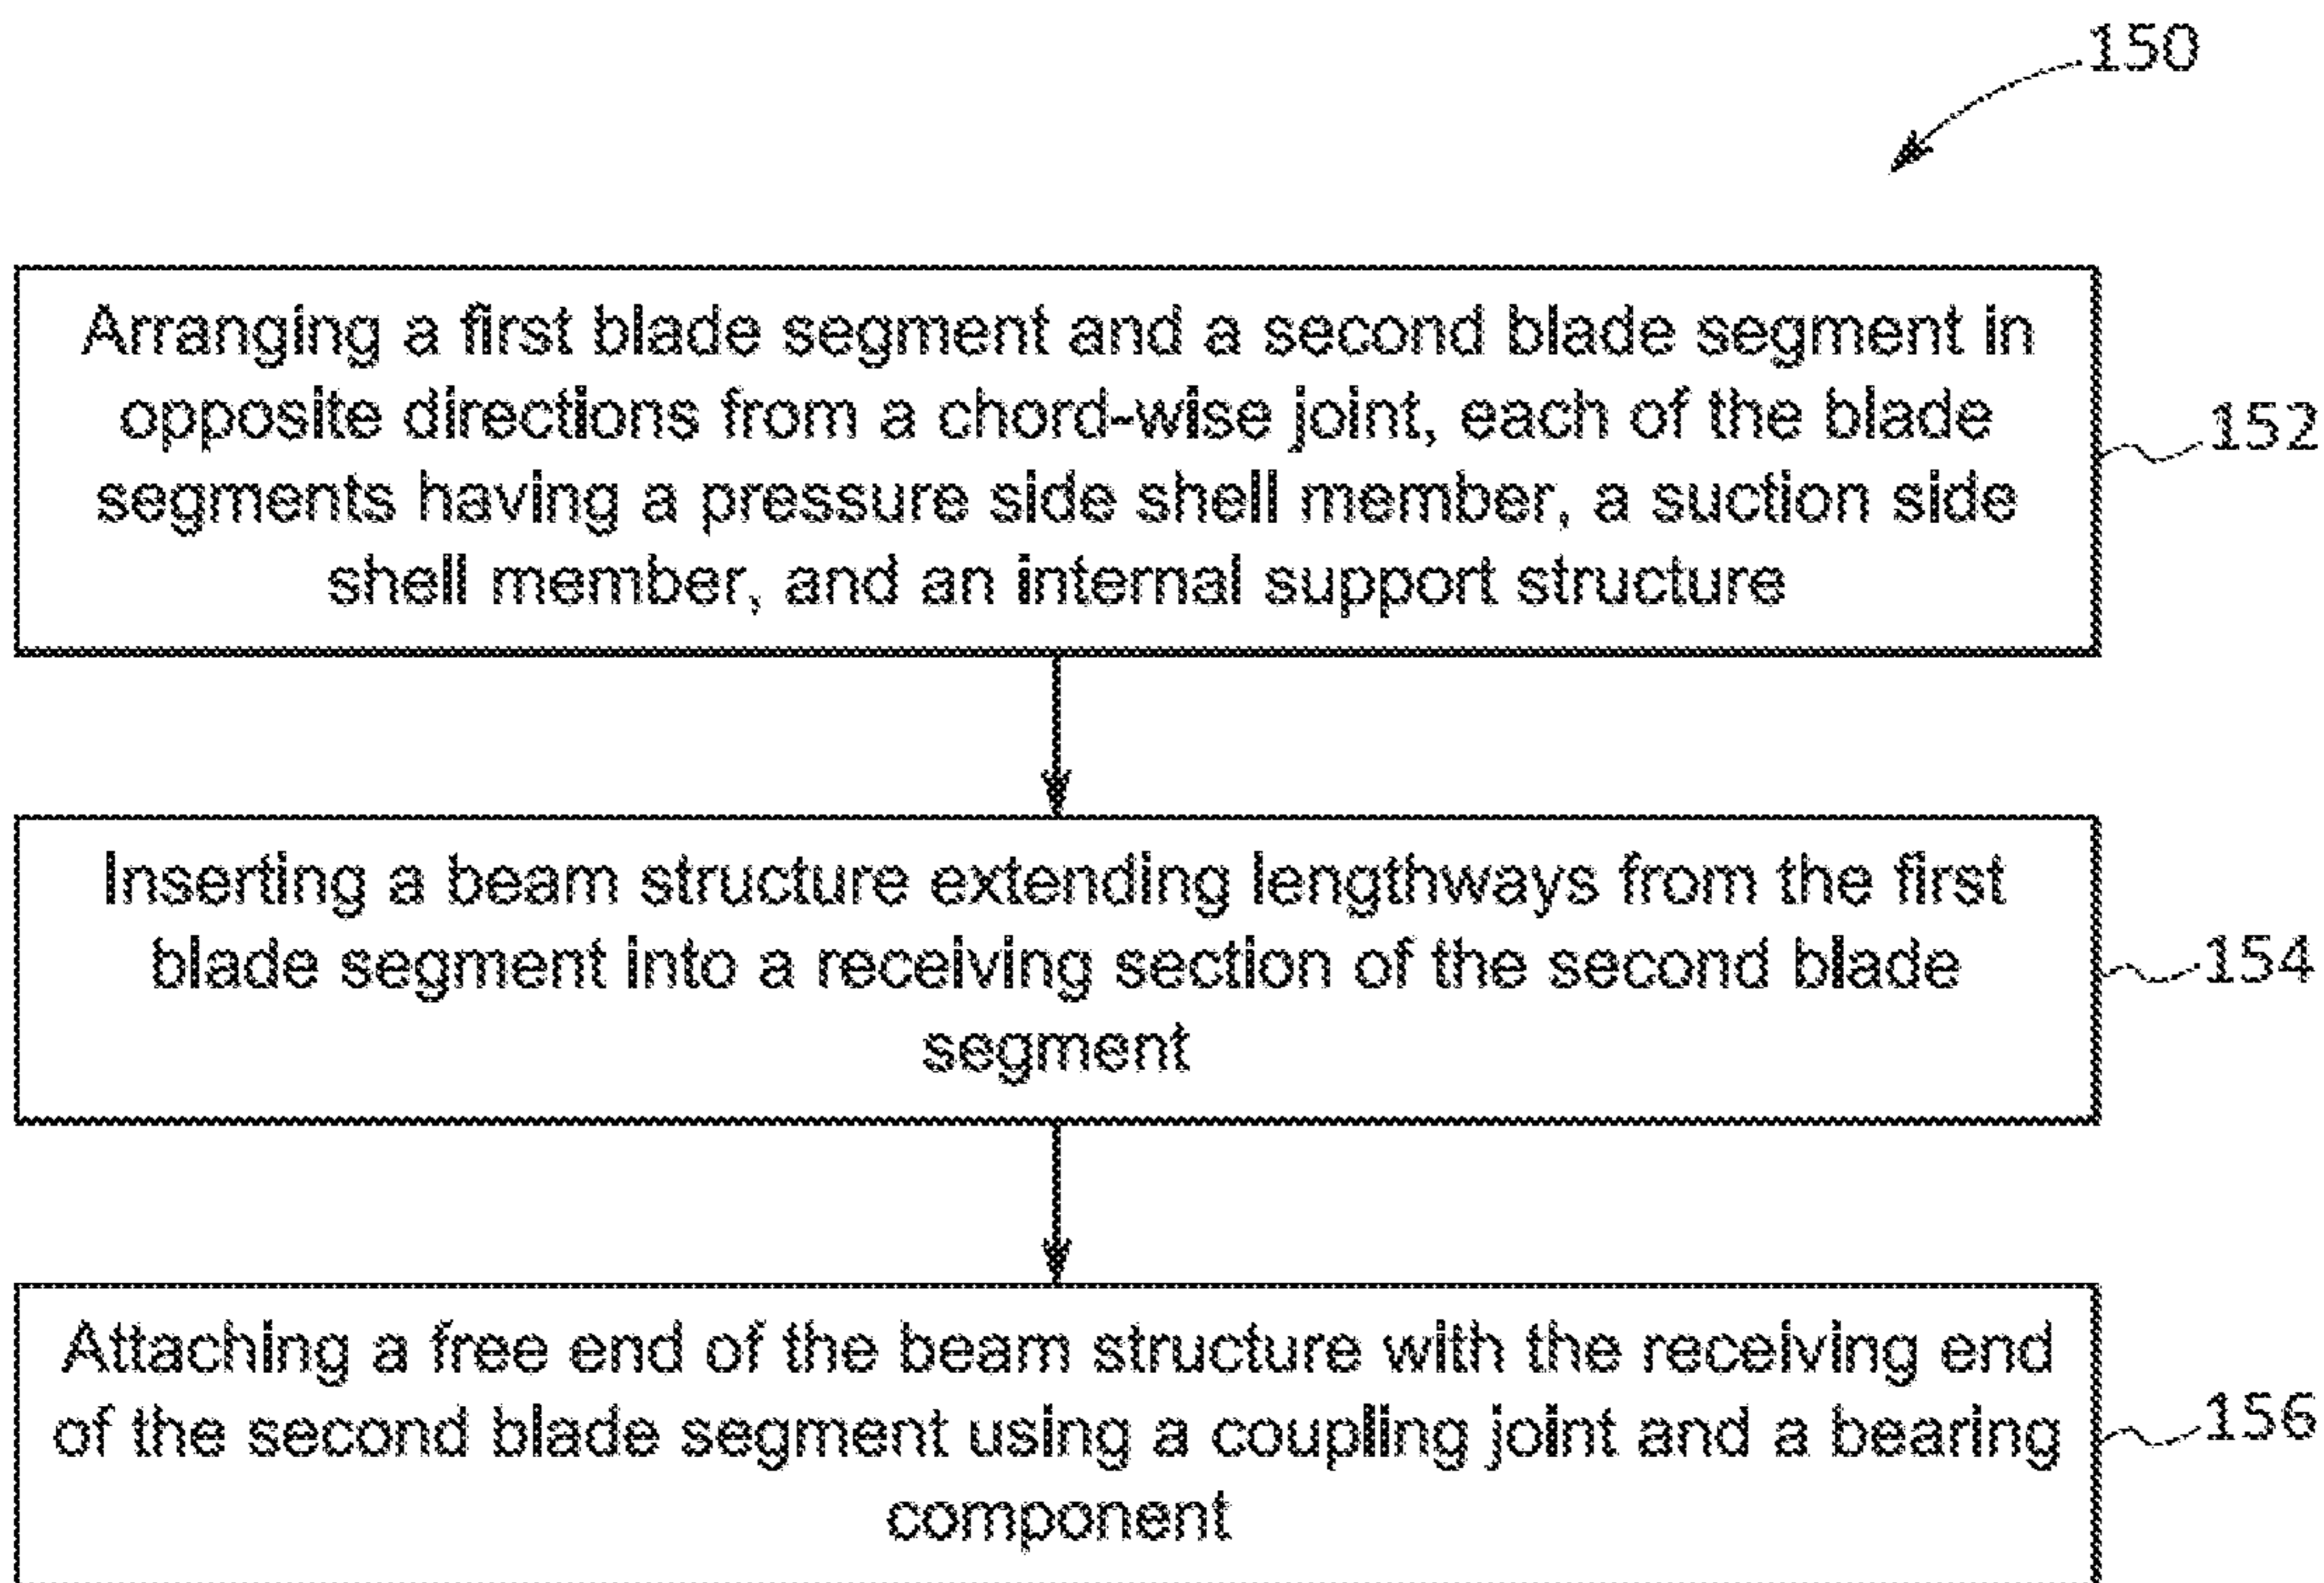 150
Arranging a first blade segment and a second blade segment in
opposite directions from a chord-wise joint, each of the blade
segments having a pressure side shell member, a suction side
shell member, and an internal support structure
152
Inserting a beam structure extending lengthways from the first
blade segment into a receiving section of the second blade
segment
154
Attaching a free end of the beam structure with the receiving end
of the second blade segment using a coupling joint and a bearing
component
156